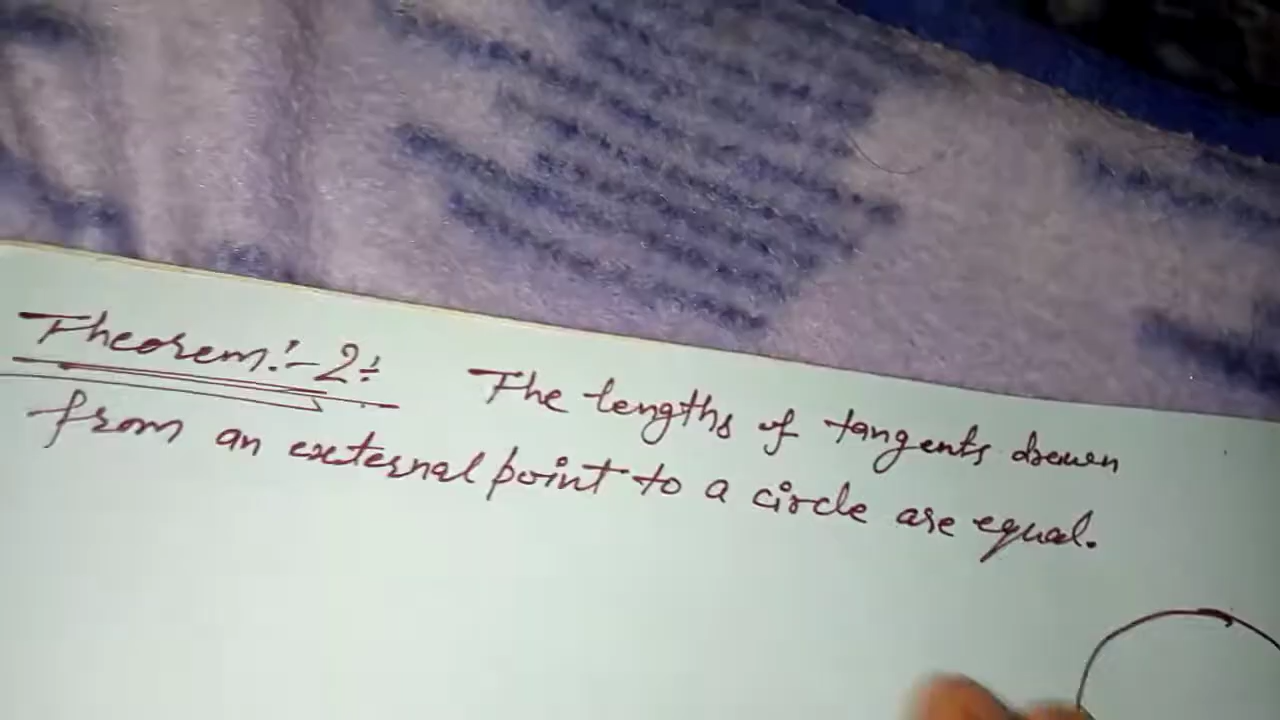 Theorem:-2÷ The lengths of tangents drawn
from an external point to a circle are equal.